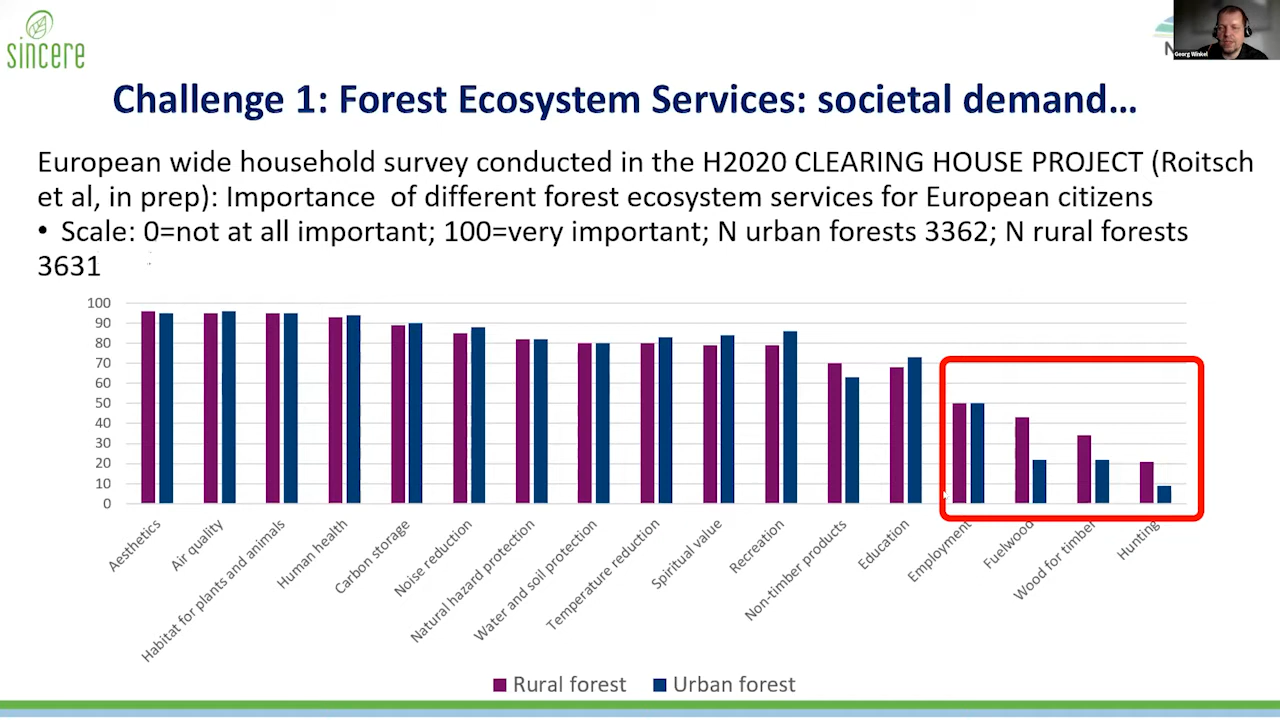 sincere
N
Georg Winkel
Challenge 1: Forest Ecosystem Services: societal demand...
European wide household survey conducted in the H2020 CLEARING HOUSE PROJECT (Roitsch
et al, in prep): Importance of different forest ecosystem services for European citizens
• Scale: 0=not at all important; 100=very important; N urban forests 3362; N rural forests
3631
100
90
80
70
60
50
40
30
20
10
0
Aesthetics
Air quality
Habitat for plants and animals
Human health
Carbon storage
Noise reduction
Natural hazard protection
Water and soil protection
Temperature reduction
Spiritual value
Recreation
Non-timber products
Education
Employment
Fuelwood
Wood for timber
Hunting
Rural forest
Urban forest